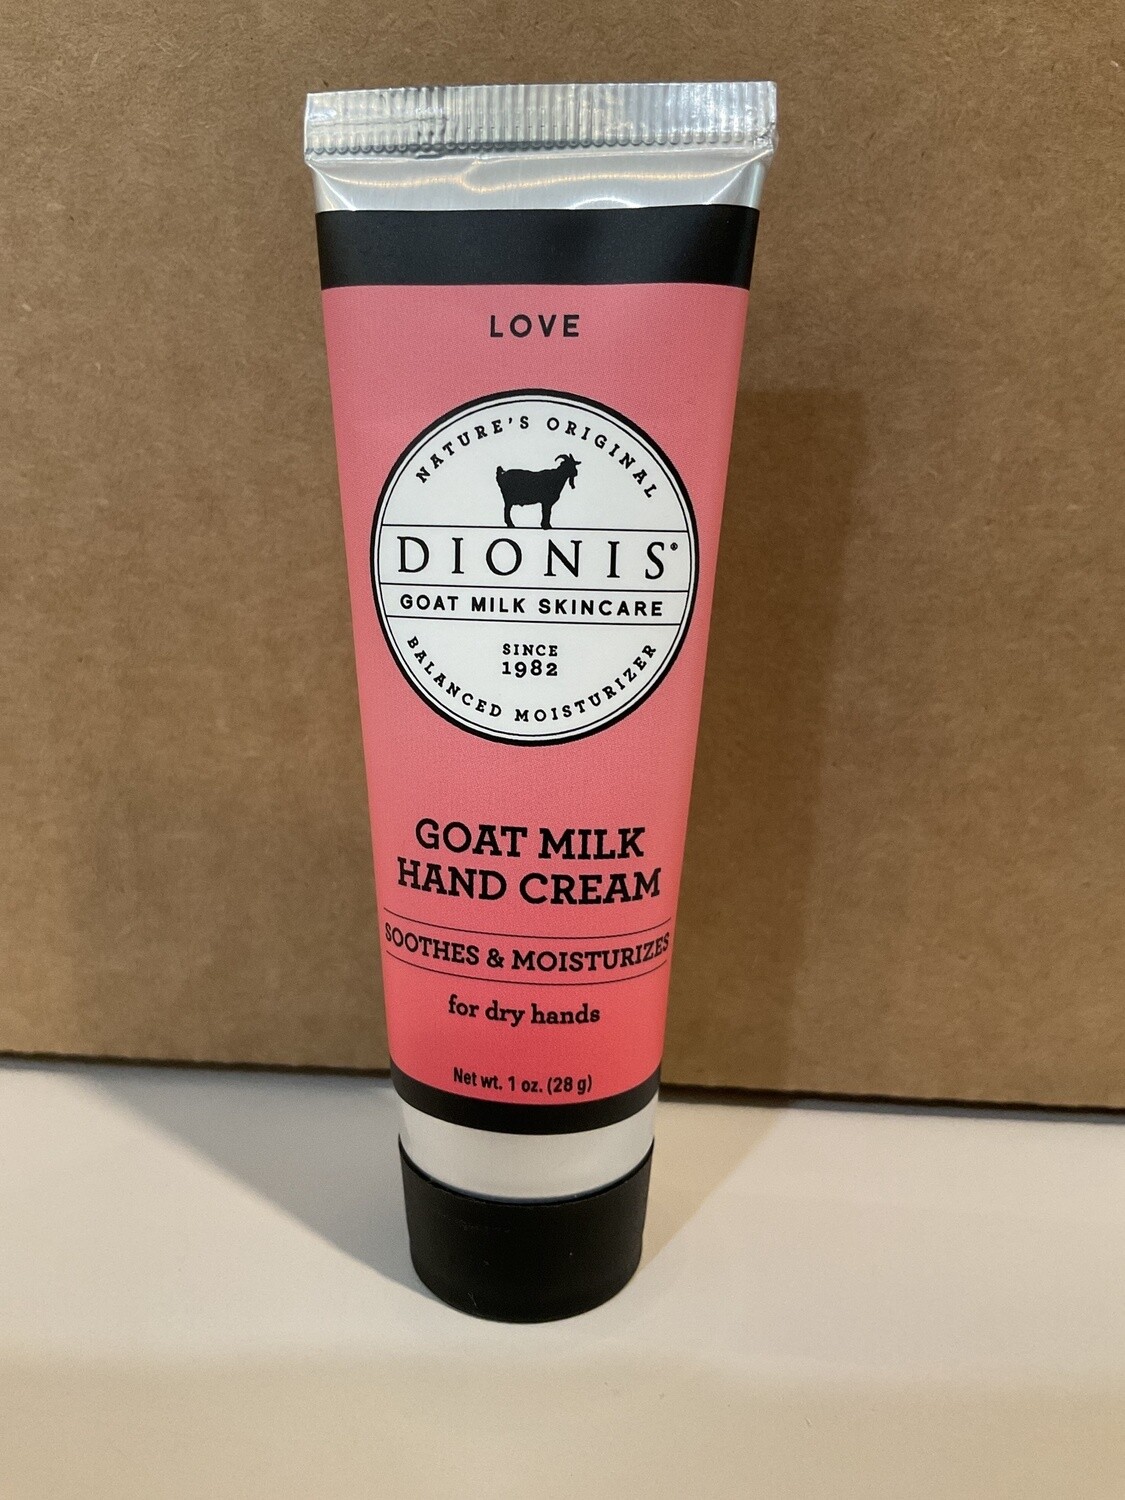 LOVE
NATURE'S ORIGINAL
DIONIS®
GOAT MILK SKINCARE
SINCE
1982
BALANCED MOISTURIZER
GOAT MILK
HAND CREAM
SOOTHES & MOISTURIZES
for dry hands
Net wt. 1 oz. (28 g)